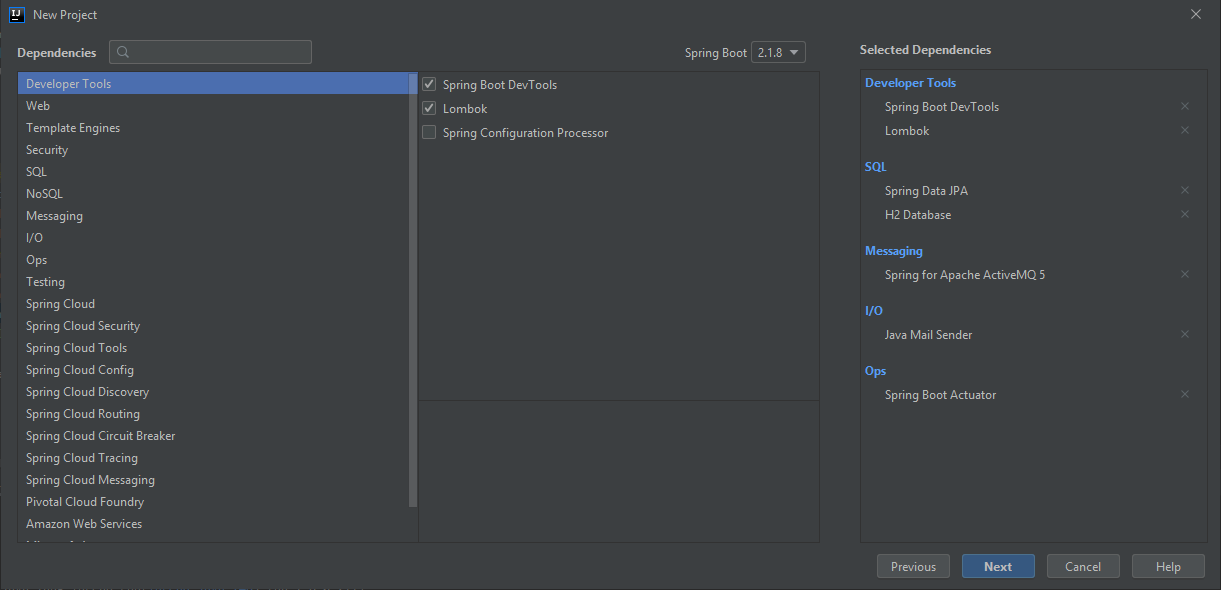 New Project
Dependencies
Spring Boot 2.1.8
Developer Tools
Web
Template Engines
Security
SQL
NoSQL
Messaging
I/O
Ops
Testing
Spring Cloud
Spring Cloud Security
Spring Cloud Tools
Spring Cloud Config
Spring Cloud Discovery
Spring Cloud Routing
Spring Cloud Circuit Breaker
Spring Cloud Tracing
Spring Cloud Messaging
Pivotal Cloud Foundry
Amazon Web Services
Spring Boot DevTools
Lombok
Spring Configuration Processor
Selected Dependencies
Developer Tools
Spring Boot DevTools
Lombok
SQL
Spring Data JPA
H2 Database
Messaging
Spring for Apache ActiveMQ 5
I/O
Java Mail Sender
Ops
Spring Boot Actuator
Previous
Next
Cancel
Help